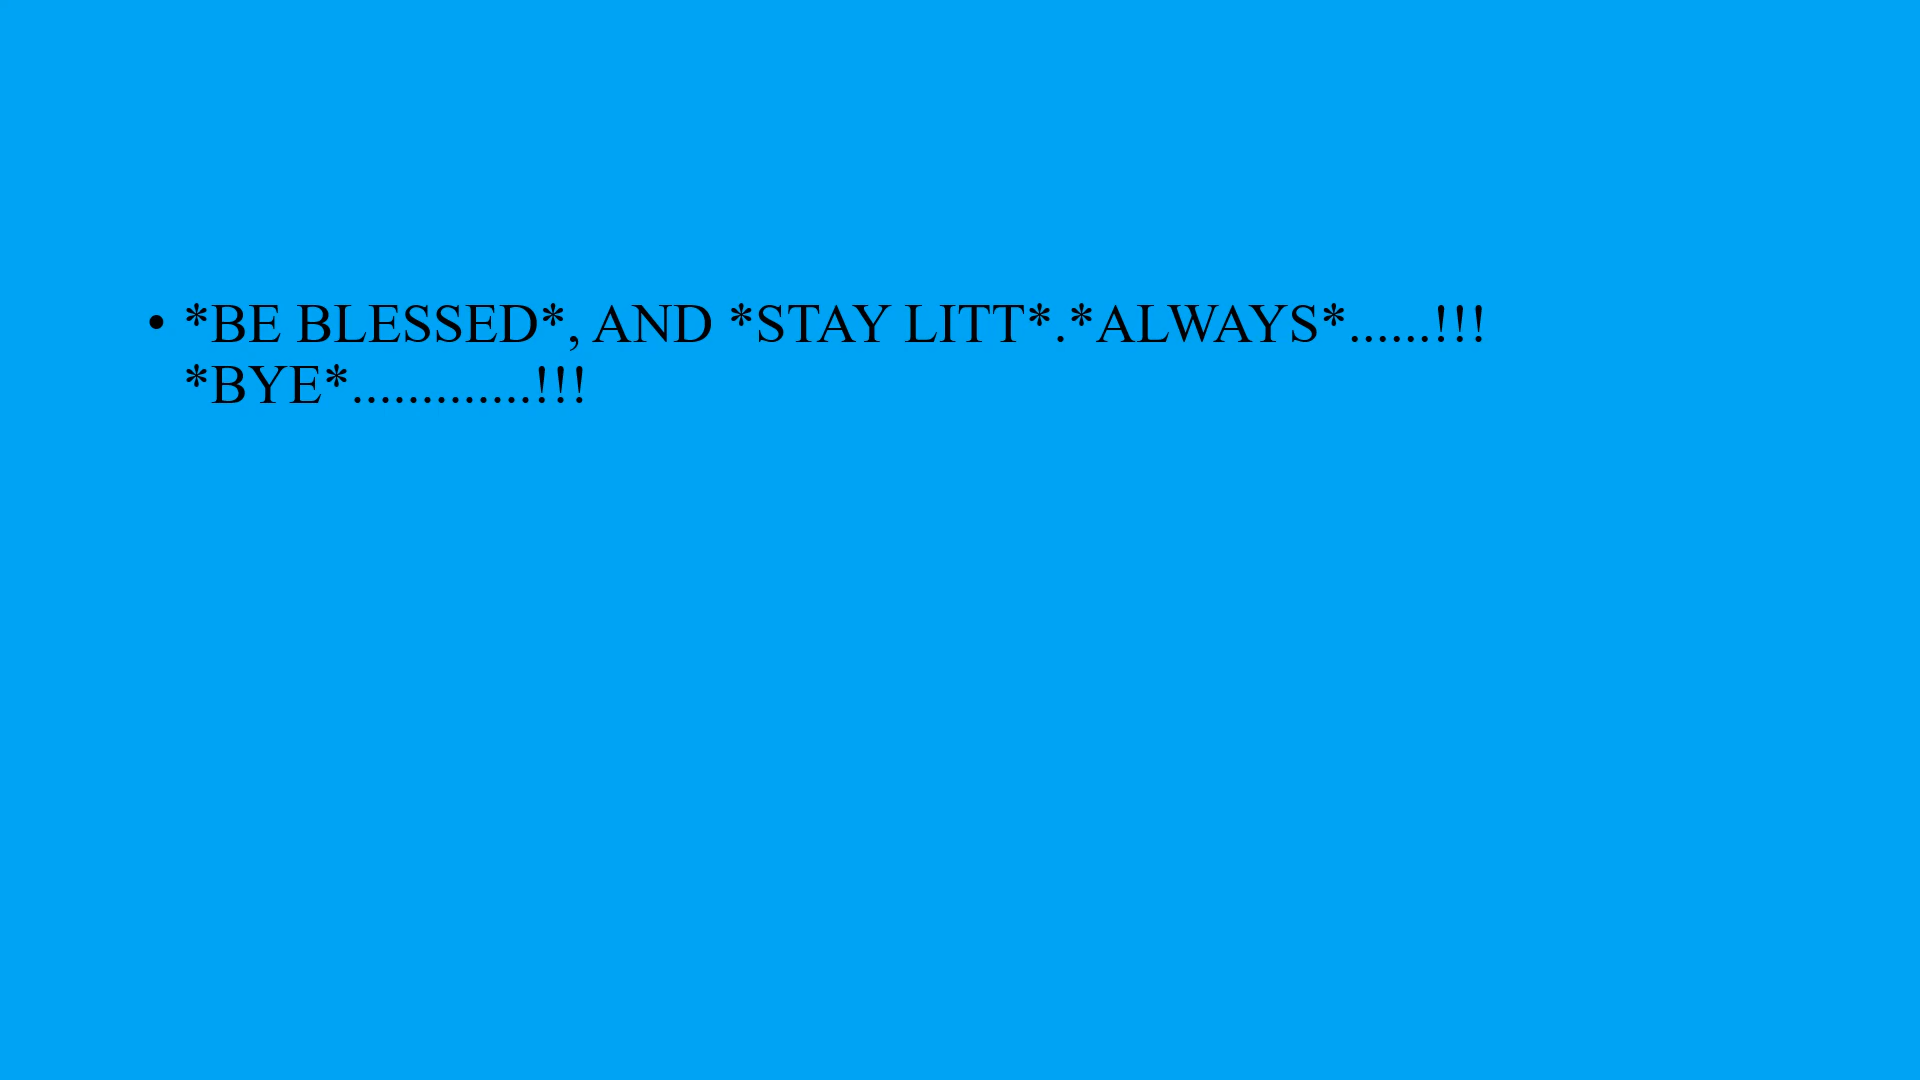 • *BE BLESSED*, AND *STAY LITT*.*ALWAYS*......!!!
*BYE*.............!!!